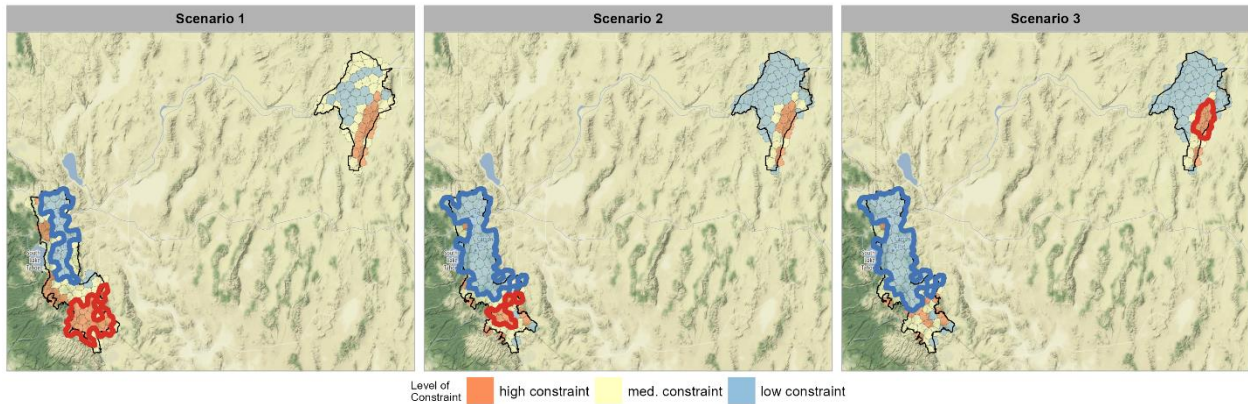 Scenario 1
Scenario 2
Scenario 3
Level of
Constraint
high constraint
med. constraint
low constraint